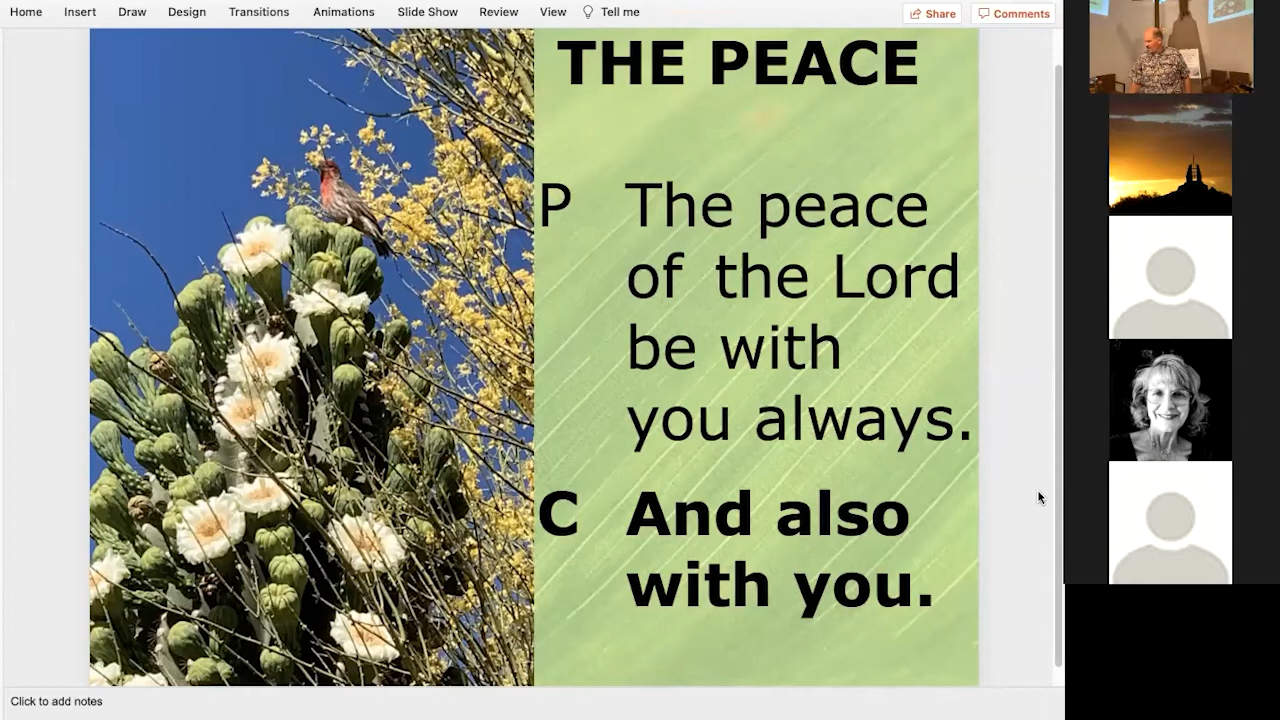 Home Insert Draw Design Transitions Animations Slide Show Review View Tell me Share Comments
THE PEACE
P The peace
of the Lord
be with
you always.
C And also
with you.
Click to add notes